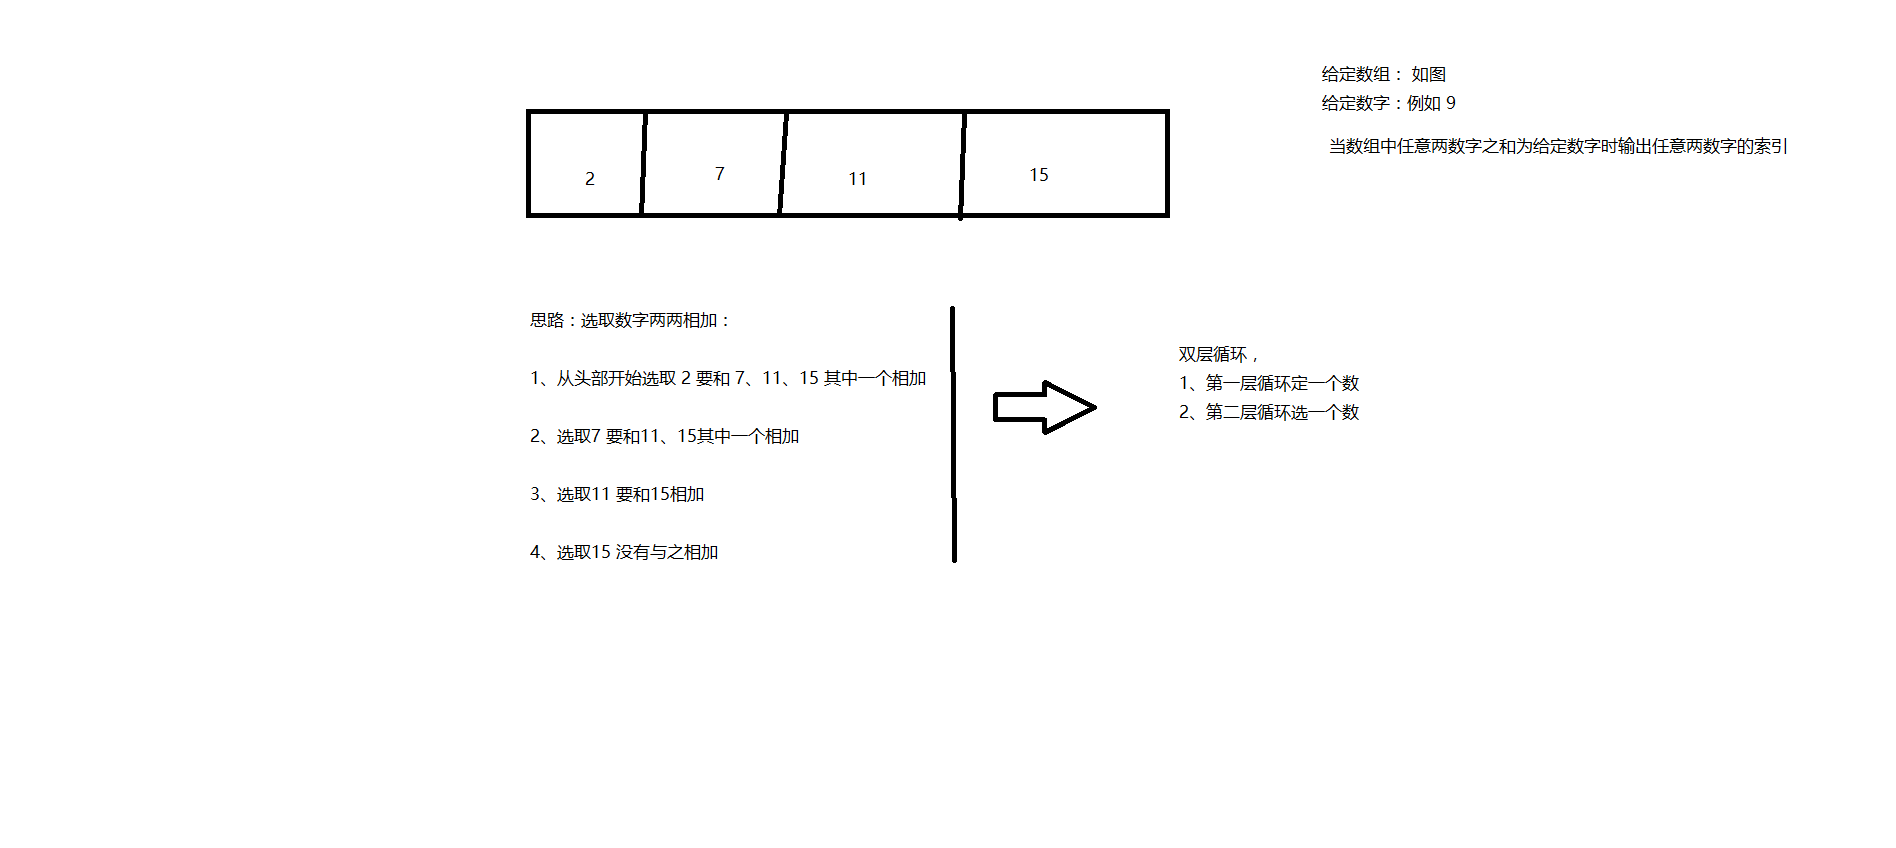 给定数组： 如图
给定数字：例如 9
当数组中任意两数字之和为给定数字时输出任意两数字的索引
2 7 11 15
思路：选取数字两两相加：
1、从头部开始选取 2 要和 7、11、15 其中一个相加
2、选取7 要和11、15其中一个相加
3、选取11 要和15相加
4、选取15 没有与之相加
双层循环，
1、第一层循环定一个数
2、第二层循环选一个数